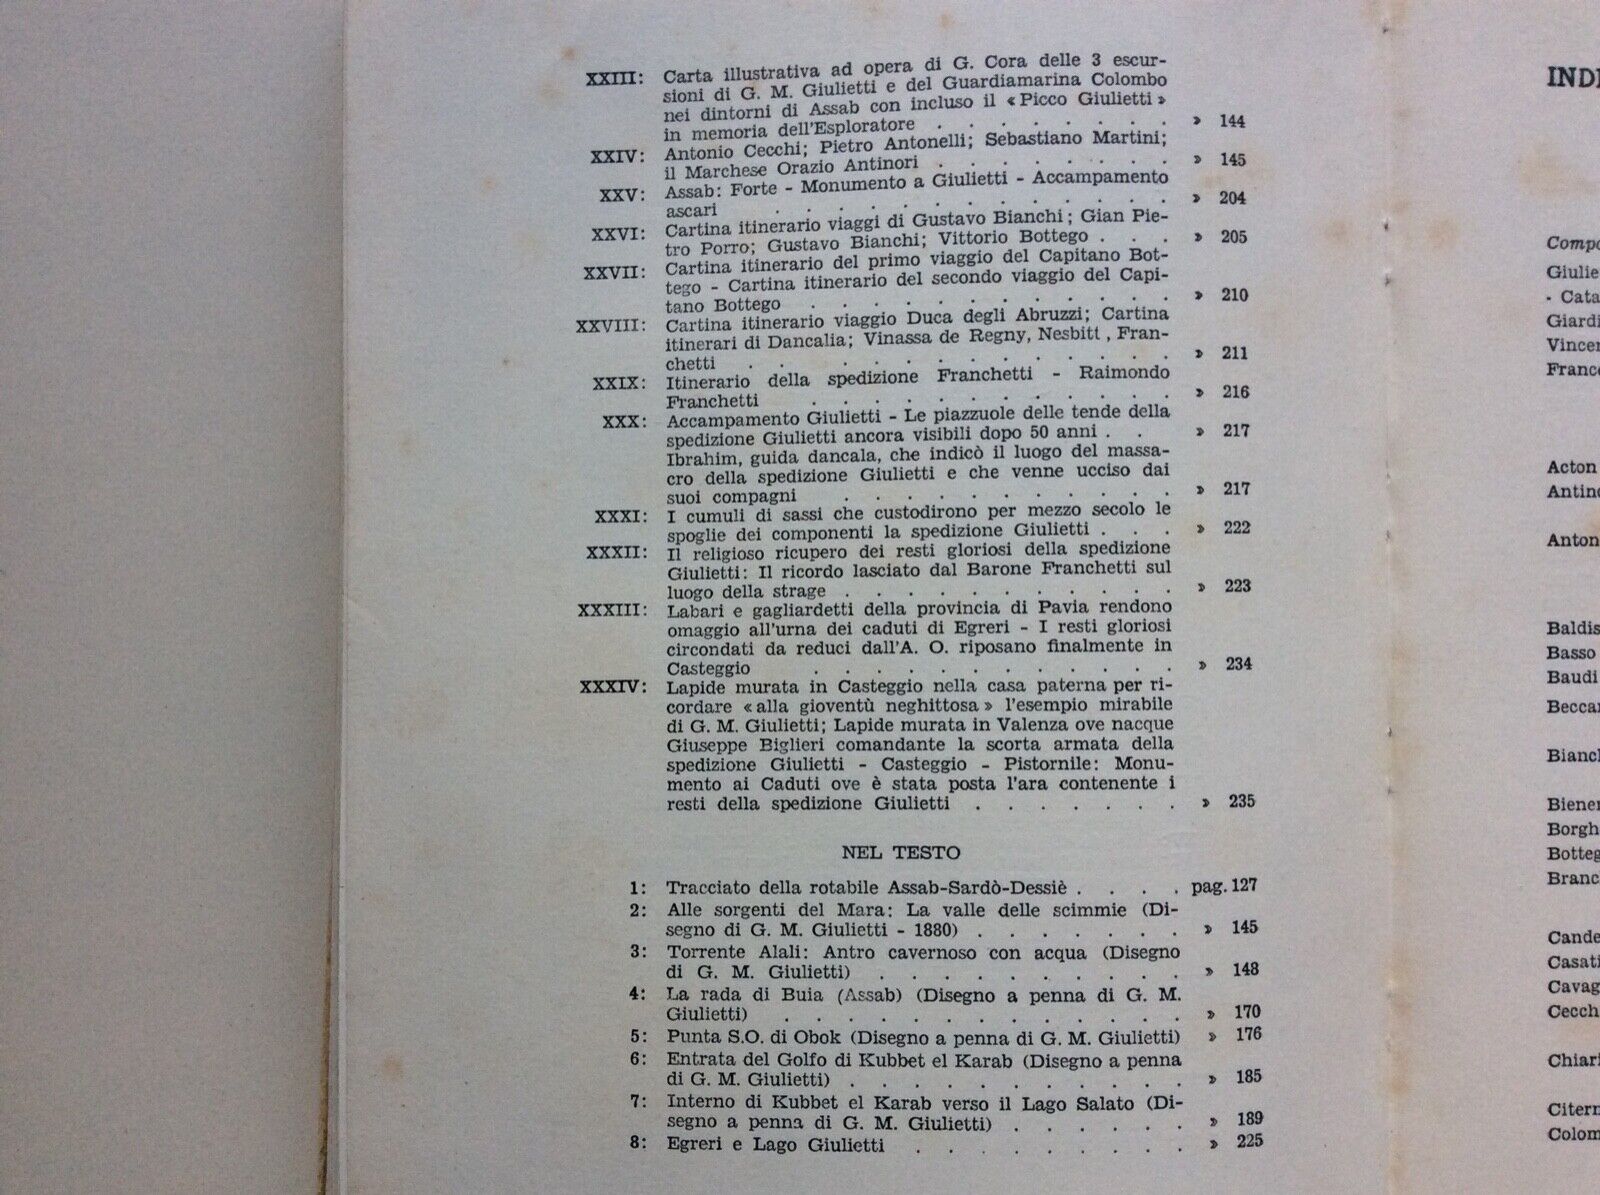 XXIII: Carta illustrativa ad opera di G. Cora delle 3 escur-
sioni di G. M. Giulietti e del Guardiamarina Colombo
nei dintorni di Assab con incluso il « Picco Giulietti »
in memoria dell'Esploratore . . . . . . . . » 144
XXIV: Antonio Cecchi; Pietro Antonelli; Sebastiano Martini;
il Marchese Orazio Antinori . . . . . . . . » 145
XXV: Assab: Forte - Monumento a Giulietti - Accampamento
ascari . . . . . . . . . . . . . » 204
XXVI: Cartina itinerario viaggi di Gustavo Bianchi; Gian Pie-
tro Porro; Gustavo Bianchi; Vittorio Bottego . . . » 205
XXVII: Cartina itinerario del primo viaggio del Capitano Bot-
tego - Cartina itinerario del secondo viaggio del Capi-
tano Bottego . . . . . . . . . . . . » 210
XXVIII: Cartina itinerario viaggio Duca degli Abruzzi; Cartina
itinerari di Dancalia; Vinassa de Regny, Nesbitt, Fran-
chetti . . . . . . . . . . . . . » 211
XXIX: Itinerario della spedizione Franchetti - Raimondo
Franchetti . . . . . . . . . . . . » 216
XXX: Accampamento Giulietti - Le piazzuole delle tende della
spedizione Giulietti ancora visibili dopo 50 anni . . » 217
Ibrahim, guida dancala, che indicò il luogo del massa-
cro della spedizione Giulietti e che venne ucciso dai
suoi compagni . . . . . . . . . . . » 217
XXXI: I cumuli di sassi che custodirono per mezzo secolo le
spoglie dei componenti la spedizione Giulietti . . . » 222
XXXII: Il religioso ricupero dei resti gloriosi della spedizione
Giulietti: Il ricordo lasciato dal Barone Franchetti sul
luogo della strage . . . . . . . . . . . » 223
XXXIII: Labari e gagliardetti della provincia di Pavia rendono
omaggio all'urna dei caduti di Egreri - I resti gloriosi
circondati da reduci dall'A. O. riposano finalmente in
Casteggio . . . . . . . . . . . . » 234
XXXIV: Lapide murata in Casteggio nella casa paterna per ri-
cordare « alla gioventù neghittosa » l'esempio mirabile
di G. M. Giulietti; Lapide murata in Valenza ove nacque
Giuseppe Biglieri comandante la scorta armata della
spedizione Giulietti - Casteggio - Pistornile: Monu-
mento ai Caduti ove è stata posta l'ara contenente i
resti della spedizione Giulietti . . . . . . . » 235
NEL TESTO
1: Tracciato della rotabile Assab-Sardò-Dessiè . . . . pag. 127
2: Alle sorgenti del Mara: La valle delle scimmie (Di-
segno di G. M. Giulietti - 1880) . . . . . . . » 145
3: Torrente Alali: Antro cavernoso con acqua (Disegno
di G. M. Giulietti) . . . . . . . . . . » 148
4: La rada di Buia (Assab) (Disegno a penna di G. M.
Giulietti) . . . . . . . . . . . . . » 170
5: Punta S.O. di Obok (Disegno a penna di G. M. Giulietti) » 176
6: Entrata del Golfo di Kubbet el Karab (Disegno a penna
di G. M. Giulietti) . . . . . . . . . . . » 185
7: Interno di Kubbet el Karab verso il Lago Salato (Di-
segno a penna di G. M. Giulietti) . . . . . . » 189
8: Egreri e Lago Giulietti . . . . . . . . . » 225
INDI
Compo
Giulie
- Cata
Giardi
Vincen
France
Acton
Antino
Anton
Baldis
Basso
Baudi
Beccar
Bianch
Biener
Borgh
Botteg
Branc
Cande
Casati
Cavag
Cecch
Chiari
Citern
Colom